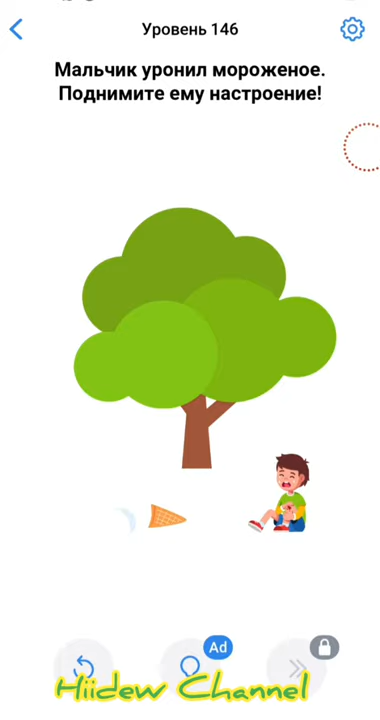 Уровень 146
Мальчик уронил мороженое.
Поднимите ему настроение!
Ad
Hiidew Channel